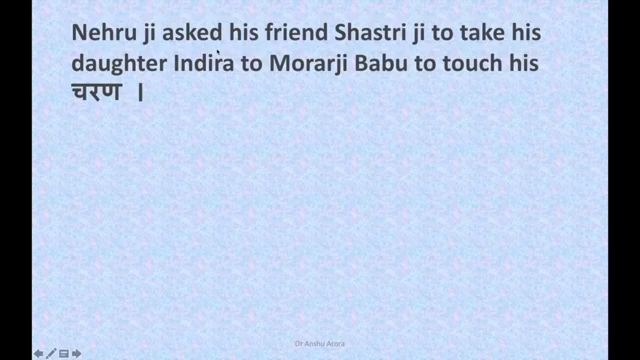 Nehru ji asked his friend Shastri ji to take his
daughter Indira to Morarji Babu to touch his
चरण ।
Dr Anshu Arora